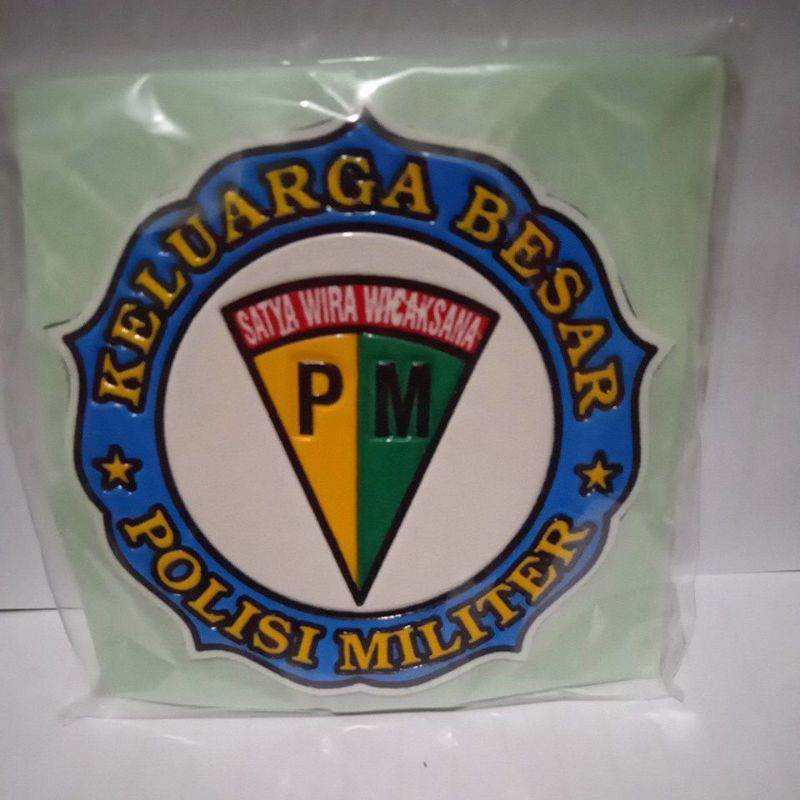 KELUARGA BESAR
SATYA WIRA WICAKSANA
P M
POLISI MILITER